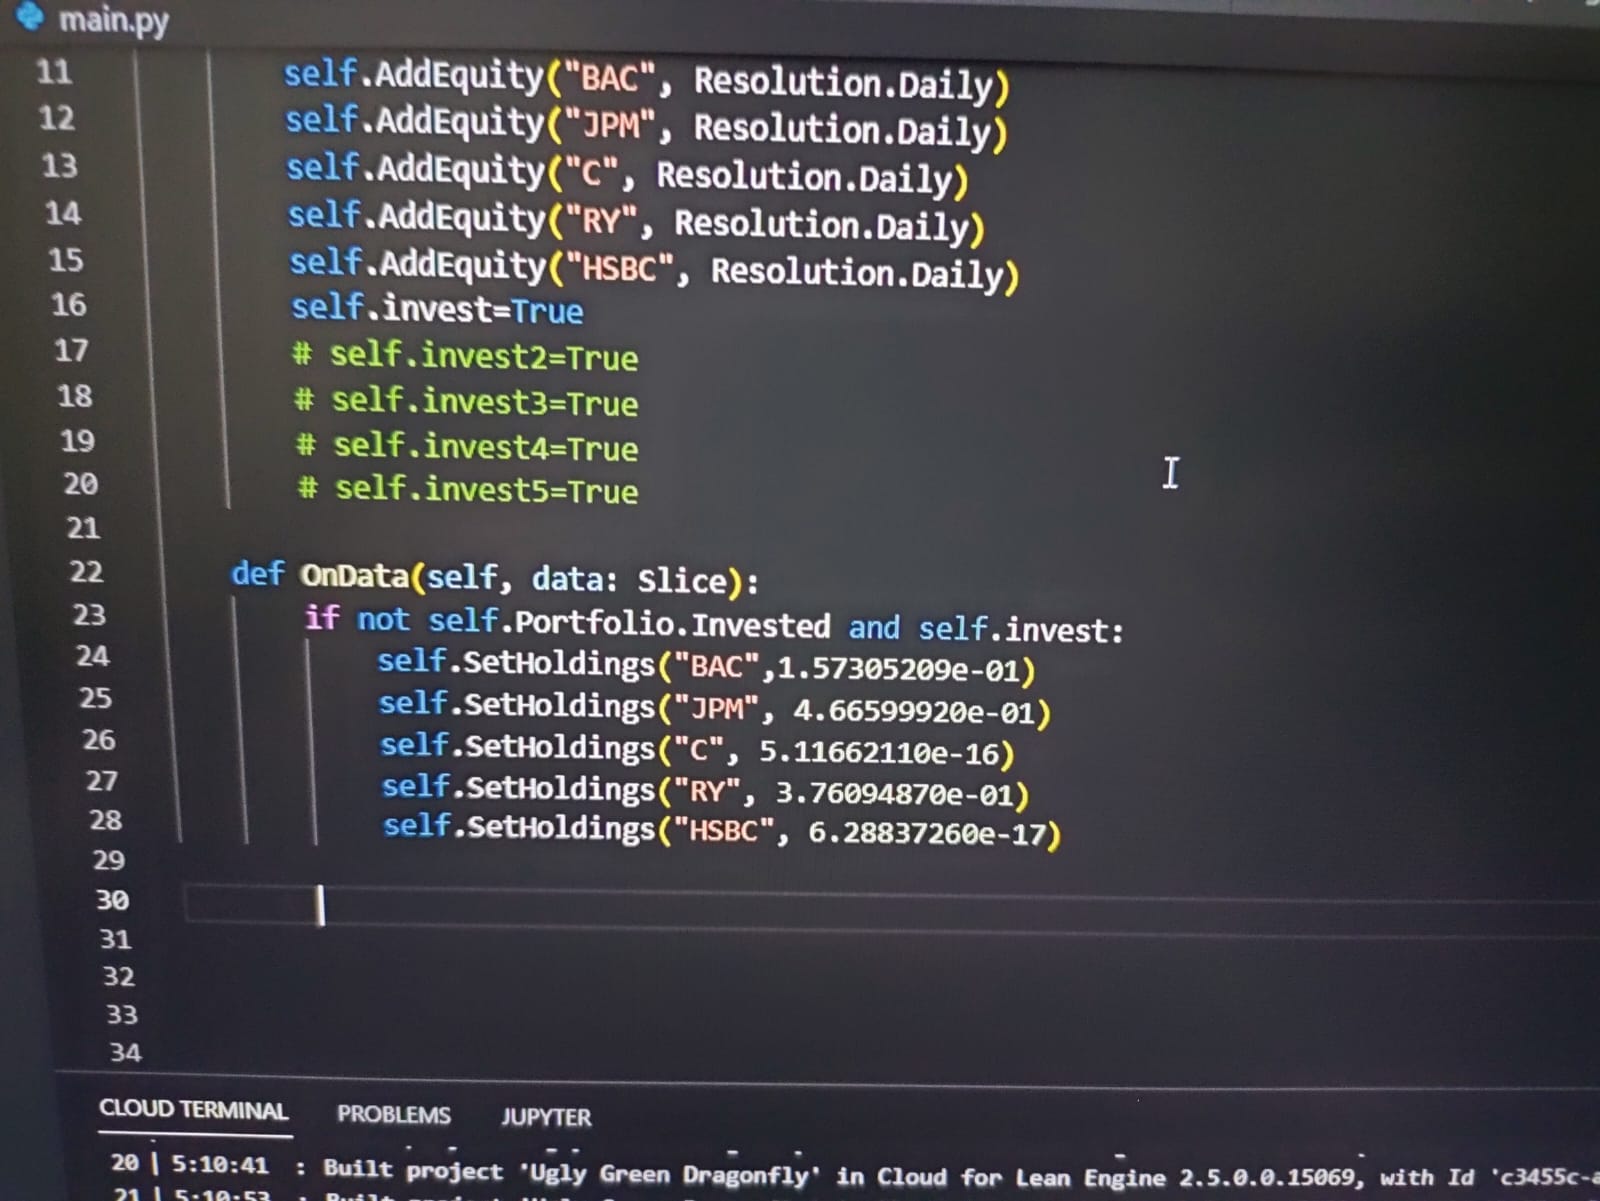 main.py
11 self.AddEquity("BAC", Resolution.Daily)
12 self.AddEquity("JPM", Resolution.Daily)
13 self.AddEquity("C", Resolution.Daily)
14 self.AddEquity("RY", Resolution.Daily)
15 self.AddEquity("HSBC", Resolution.Daily)
16 self.invest=True
17 # self.invest2=True
18 # self.invest3=True
19 # self.invest4=True
20 # self.invest5=True
21
22 def OnData(self, data: Slice):
23 if not self.Portfolio.Invested and self.invest:
24 self.SetHoldings("BAC",1.57305209e-01)
25 self.SetHoldings("JPM", 4.66599920e-01)
26 self.SetHoldings("C", 5.11662110e-16)
27 self.SetHoldings("RY", 3.76094870e-01)
28 self.SetHoldings("HSBC", 6.28837260e-17)
29
30
31
32
33
34
CLOUD TERMINAL PROBLEMS JUPYTER
20 | 5:10:41 : Built project 'Ugly Green Dragonfly' in Cloud for Lean Engine 2.5.0.0.15069, with Id 'c3455c-a
21 | 5:10:53 : Built project